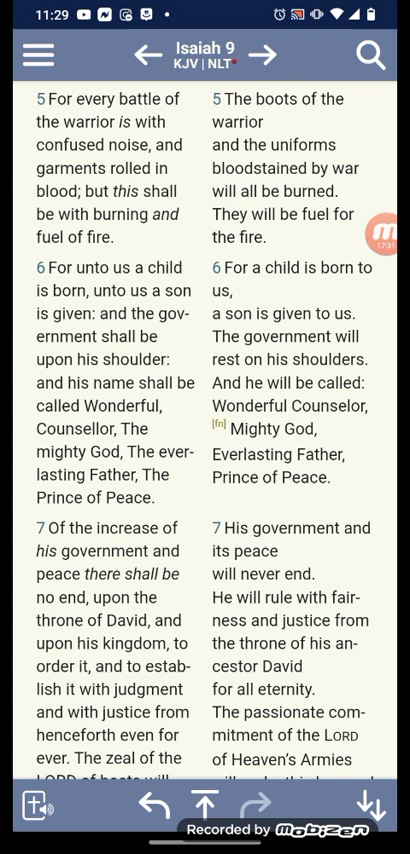 11:29
Isaiah 9
KJV | NLT*
5 For every battle of
the warrior is with
confused noise, and
garments rolled in
blood; but this shall
be with burning and
fuel of fire.
6 For unto us a child
is born, unto us a son
is given: and the gov-
ernment shall be
upon his shoulder:
and his name shall be
called Wonderful,
Counsellor, The
mighty God, The ever-
lasting Father, The
Prince of Peace.
7 Of the increase of
his government and
peace there shall be
no end, upon the
throne of David, and
upon his kingdom, to
order it, and to estab-
lish it with judgment
and with justice from
henceforth even for
ever. The zeal of the
LORD of hosts will
5 The boots of the
warrior
and the uniforms
bloodstained by war
will all be burned.
They will be fuel for
the fire.
6 For a child is born to
us,
a son is given to us.
The government will
rest on his shoulders.
And he will be called:
Wonderful Counselor,
[fn] Mighty God,
Everlasting Father,
Prince of Peace.
7 His government and
its peace
will never end.
He will rule with fair-
ness and justice from
the throne of his an-
cestor David
for all eternity.
The passionate com-
mitment of the LORD
of Heaven's Armies
17:31
Recorded by mobizen